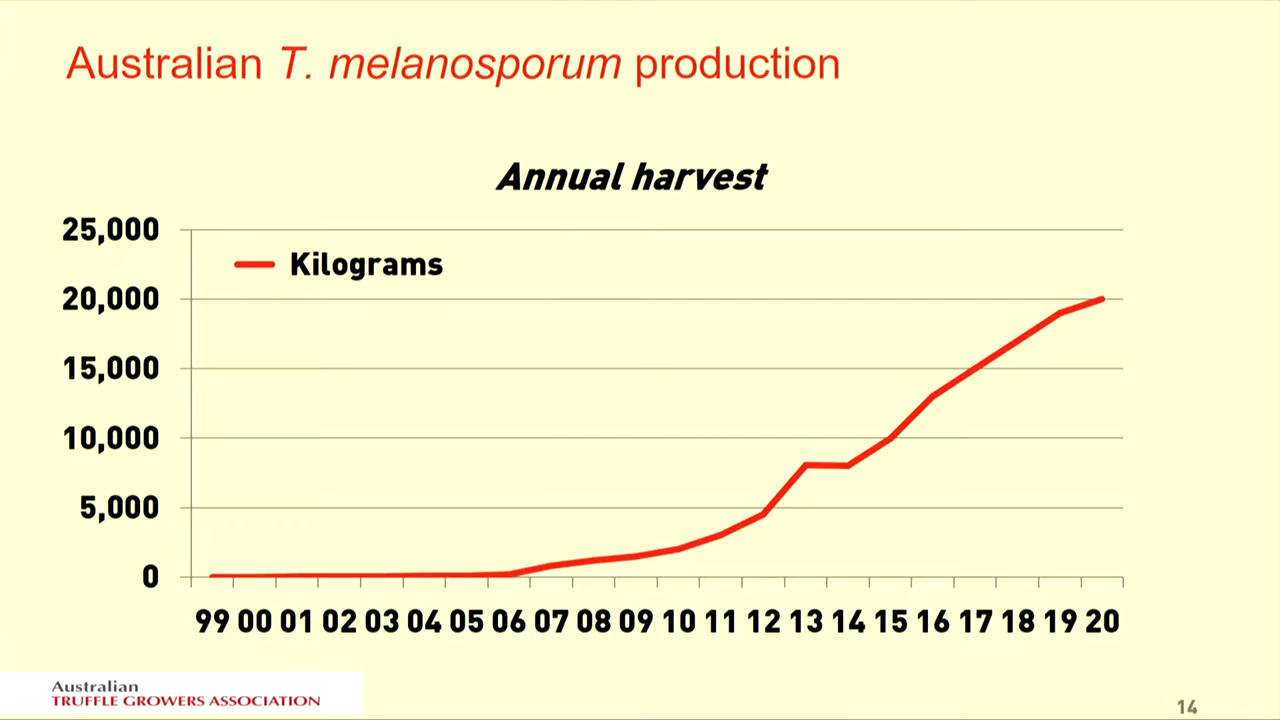 Australian T. melanosporum production
Annual harvest
25,000
Kilograms
20,000
15,000
10,000
5,000
0
99 00 01 02 03 04 05 06 07 08 09 10 11 12 13 14 15 16 17 18 19 20
Australian
TRUFFLE GROWERS ASSOCIATION
14